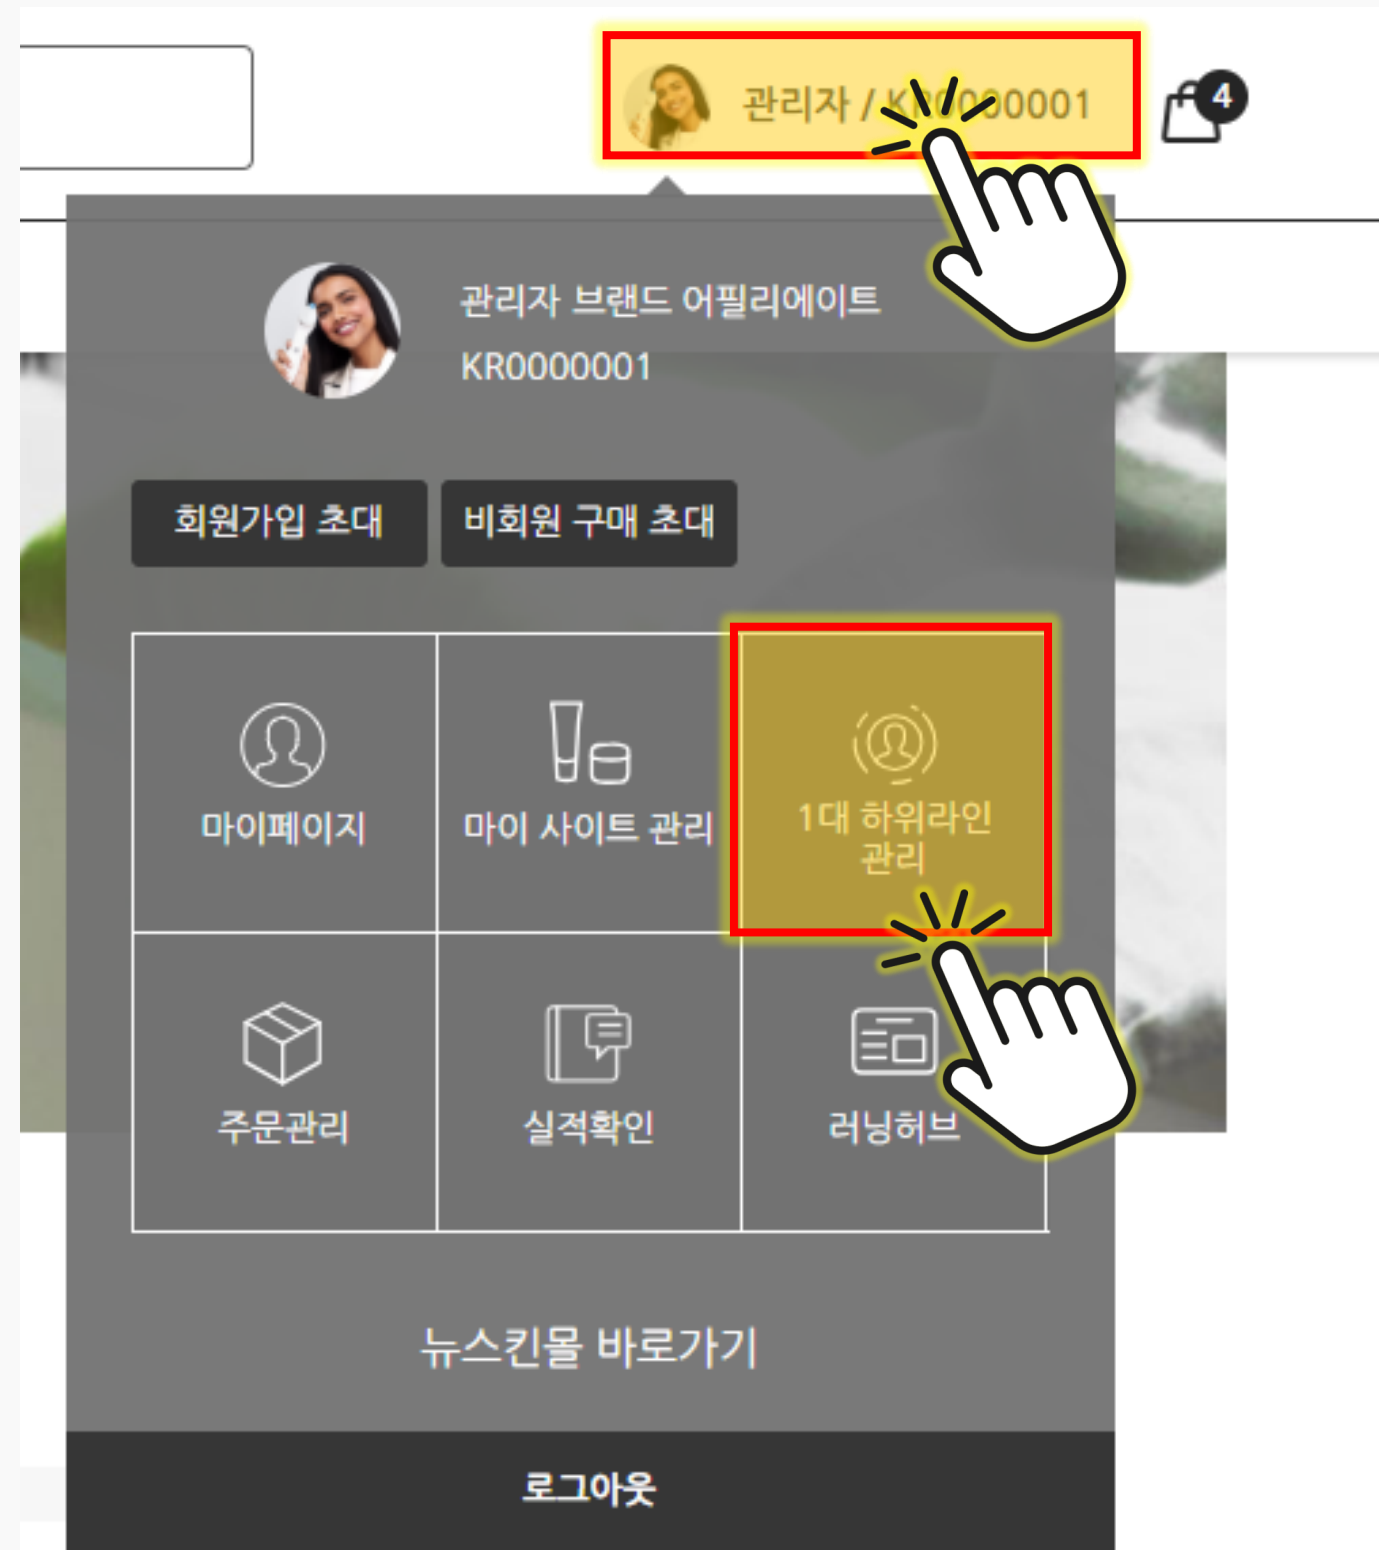 관리자 / KR0000001
4
관리자 브랜드 어필리에이트
KR0000001
회원가입 초대
비회원 구매 초대
마이페이지
마이 사이트 관리
1대 하위라인
관리
주문관리
실적확인
러닝허브
뉴스킨몰 바로가기
로그아웃